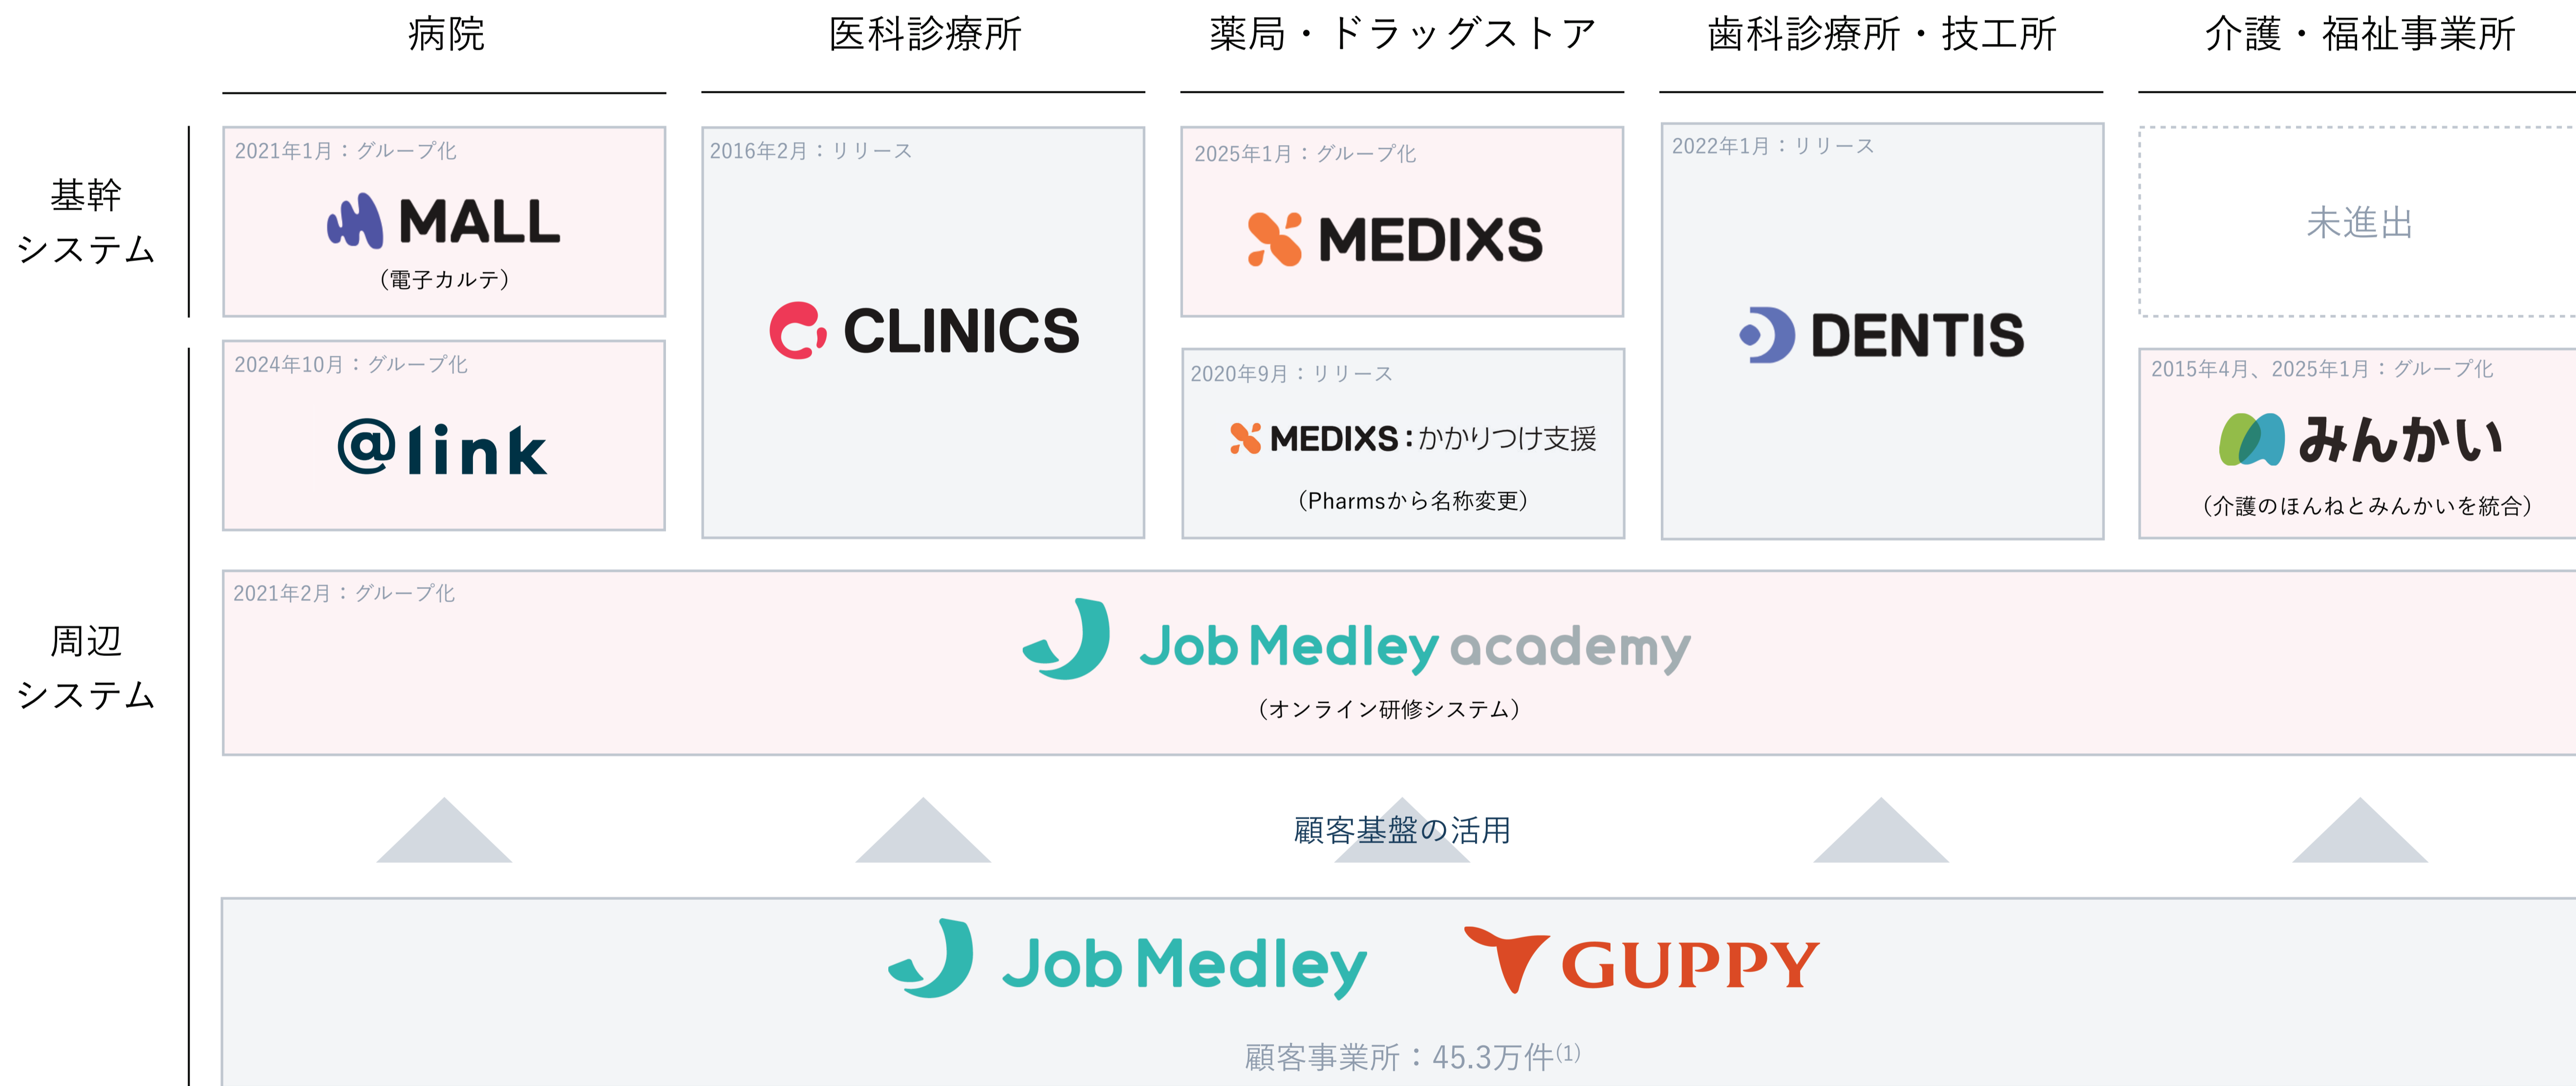 病院
医科診療所
薬局・ドラッグストア
歯科診療所・技工所
介護・福祉事業所
基幹
システム
2021年1月：グループ化
MALL
（電子カルテ）
2016年2月：リリース
CLINICS
2025年1月：グループ化
MEDIXS
2022年1月：リリース
DENTIS
未進出
周辺
システム
2024年10月：グループ化
@link
2020年9月：リリース
MEDIXS：かかりつけ支援
（Pharmsから名称変更）
2015年4月、2025年1月：グループ化
みんかい
（介護のほんねとみんかいを統合）
2021年2月：グループ化
Job Medley academy
（オンライン研修システム）
顧客基盤の活用
Job Medley
GUPPY
顧客事業所：45.3万件(1)